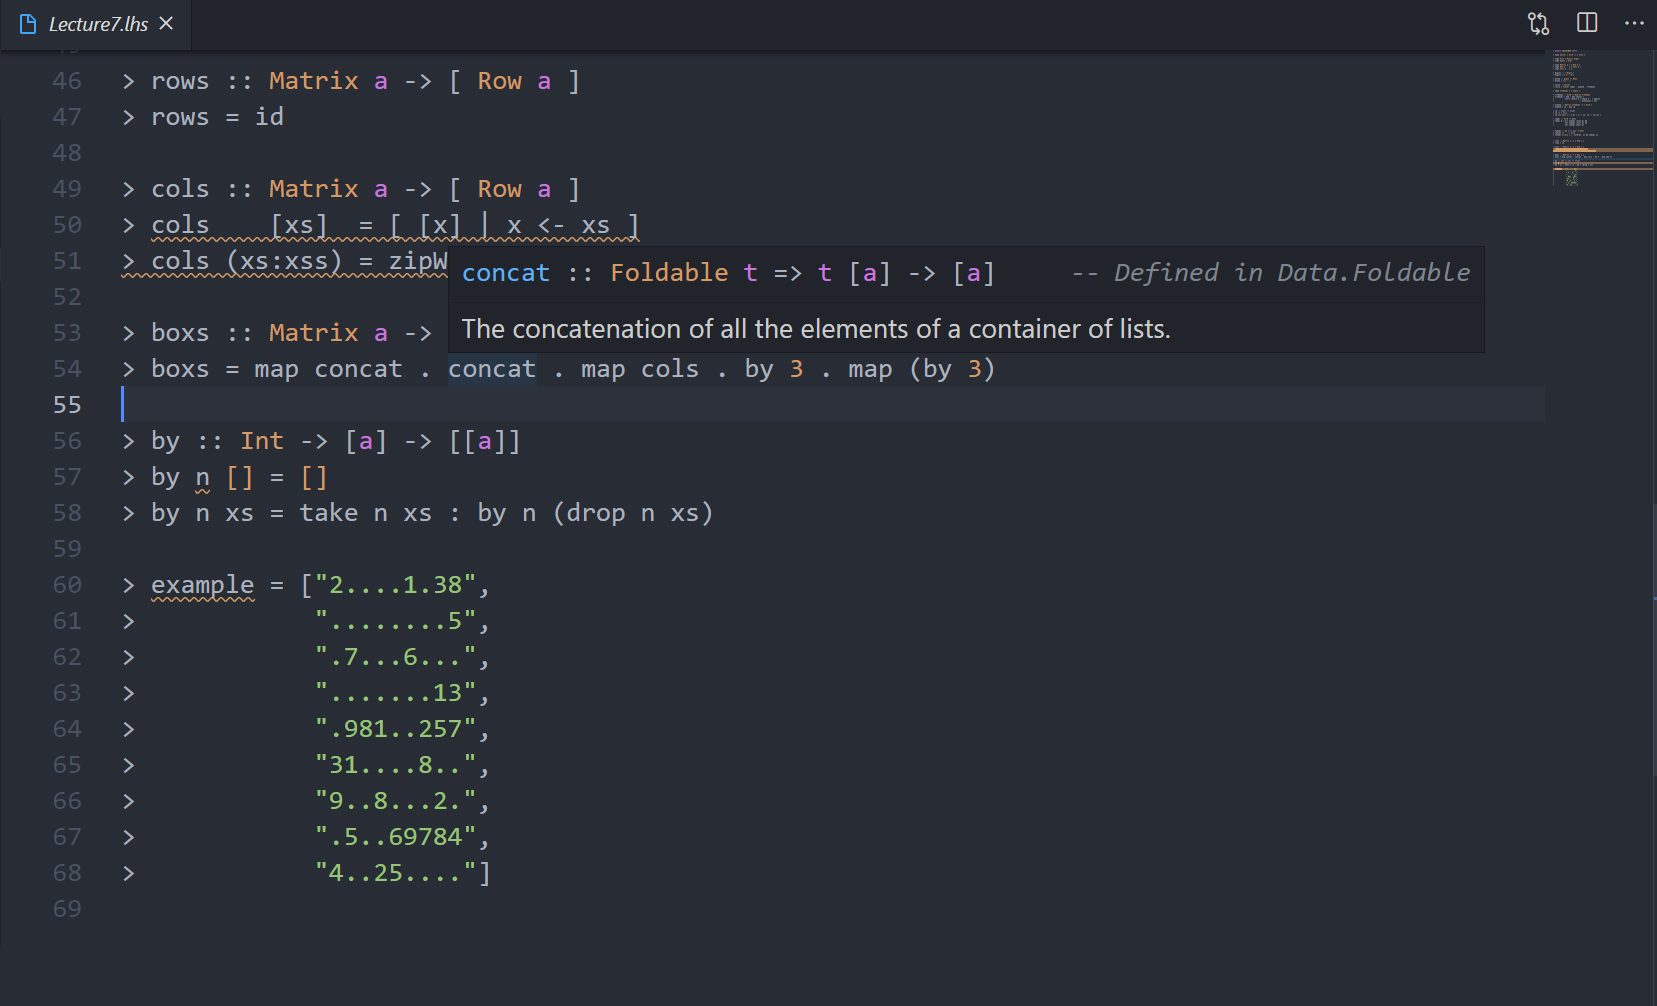 Lecture7.lhs
46 > rows :: Matrix a -> [ Row a ]
47 > rows = id
48
49 > cols :: Matrix a -> [ Row a ]
50 > cols    [xs]  = [ [x] | x <- xs ]
51 > cols (xs:xss) = zipW
concat :: Foldable t => t [a] -> [a]     -- Defined in Data.Foldable
The concatenation of all the elements of a container of lists.
52
53 > boxs :: Matrix a ->
54 > boxs = map concat . concat . map cols . by 3 . map (by 3)
55
56 > by :: Int -> [a] -> [[a]]
57 > by n [] = []
58 > by n xs = take n xs : by n (drop n xs)
59
60 > example = ["2....1.38",
61 >            "........5",
62 >            ".7...6...",
63 >            ".......13",
64 >            ".981..257",
65 >            "31....8..",
66 >            "9..8...2.",
67 >            ".5..69784",
68 >            "4..25...."]
69